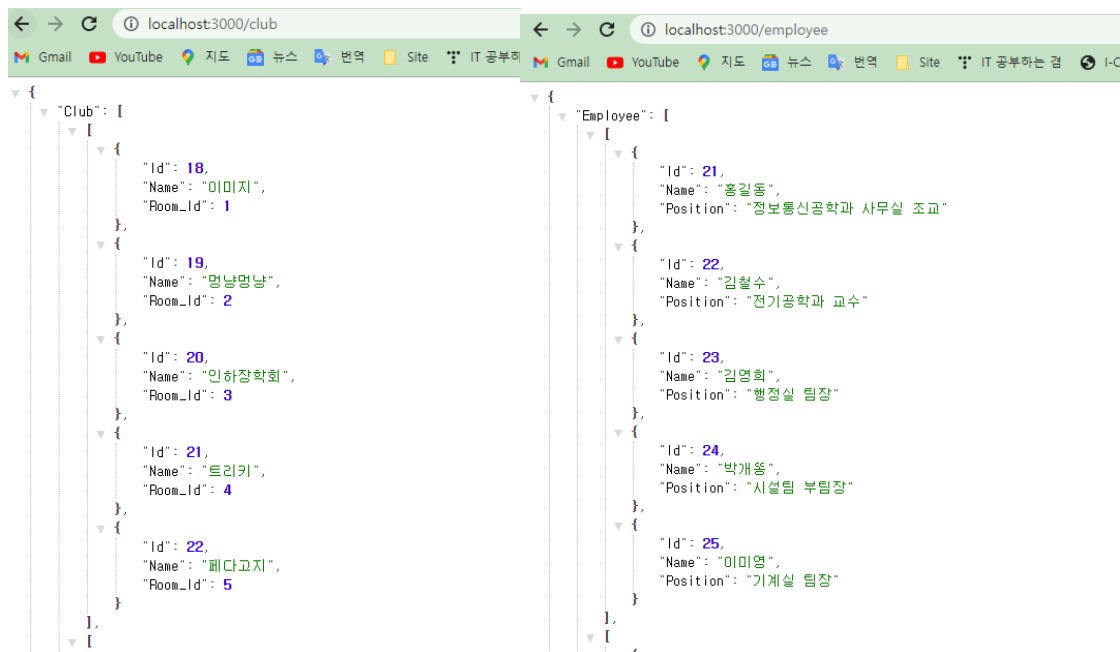 localhost:3000/club
Gmail YouTube 지도 뉴스 번역 Site IT 공부하
{
"Club": [
[
{
"Id": 18,
"Name": "이미지",
"Room_Id": 1
},
{
"Id": 19,
"Name": "멍냥멍냥",
"Room_Id": 2
},
{
"Id": 20,
"Name": "인하장학회",
"Room_Id": 3
},
{
"Id": 21,
"Name": "트리키",
"Room_Id": 4
},
{
"Id": 22,
"Name": "페다고지",
"Room_Id": 5
}
],
[
localhost:3000/employee
Gmail YouTube 지도 뉴스 번역 Site IT 공부하는 겸 I-C
{
"Employee": [
[
{
"Id": 21,
"Name": "홍길동",
"Position": "정보통신공학과 사무실 조교"
},
{
"Id": 22,
"Name": "김철수",
"Position": "전기공학과 교수"
},
{
"Id": 23,
"Name": "김영희",
"Position": "행정실 팀장"
},
{
"Id": 24,
"Name": "박개똥",
"Position": "시설팀 부팀장"
},
{
"Id": 25,
"Name": "이미영",
"Position": "기계실 팀장"
}
],
[